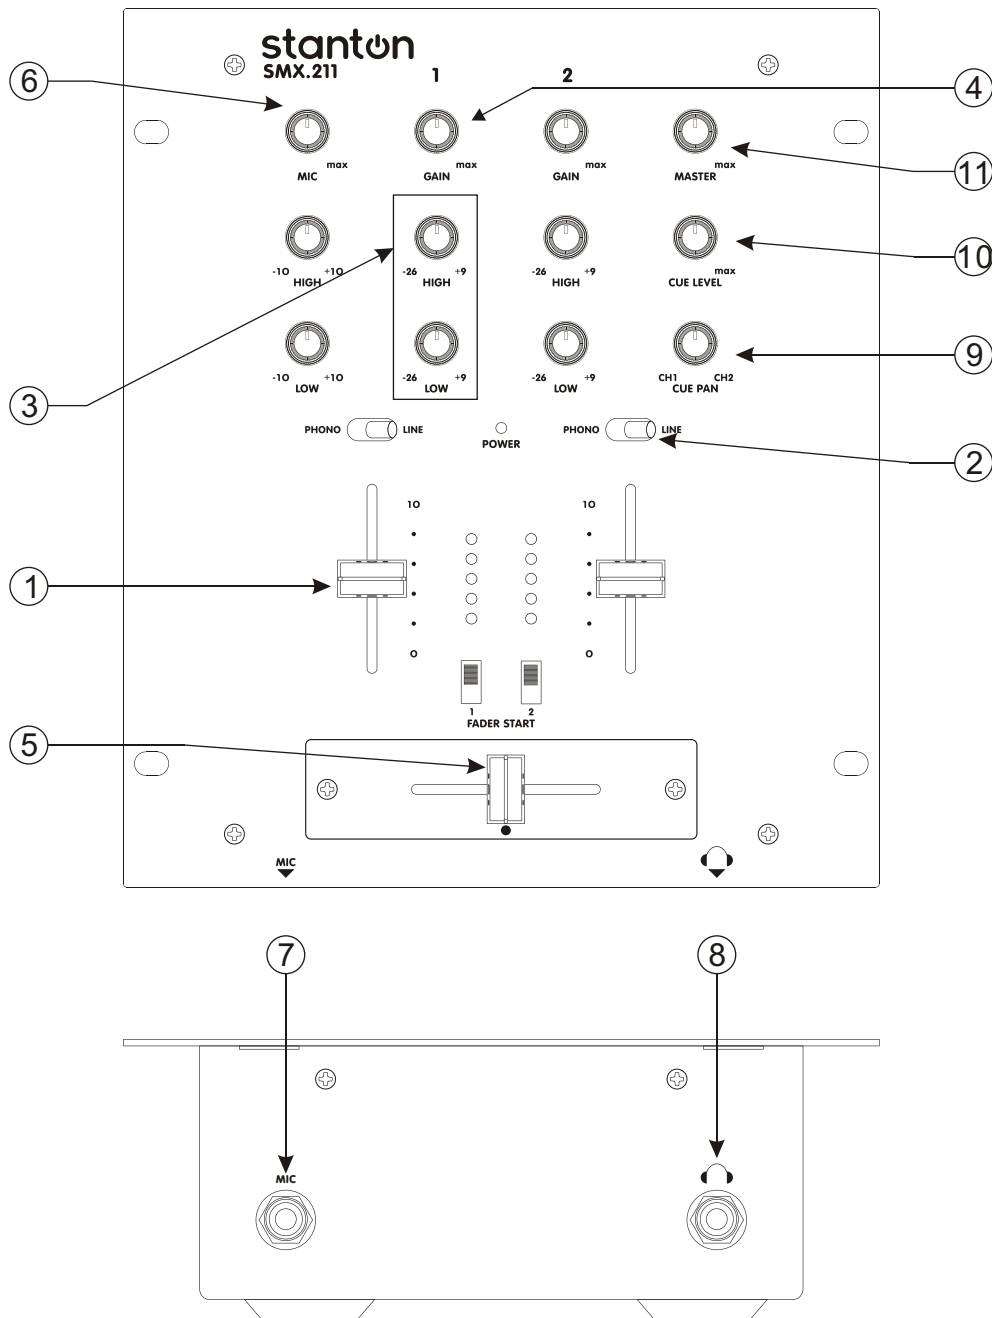 stanton
SMX.211
1 2
6
4
max max max max
MIC GAIN GAIN MASTER
11
3
-10 +10 -26 +9 -26 +9 max
HIGH HIGH HIGH CUE LEVEL
10
-10 +10 -26 +9 -26 +9 CH1 CH2
LOW LOW LOW CUE PAN
9
PHONO LINE POWER PHONO LINE
2
10 10
1
0 0
1 2
FADER START
5
MIC
7 8
MIC